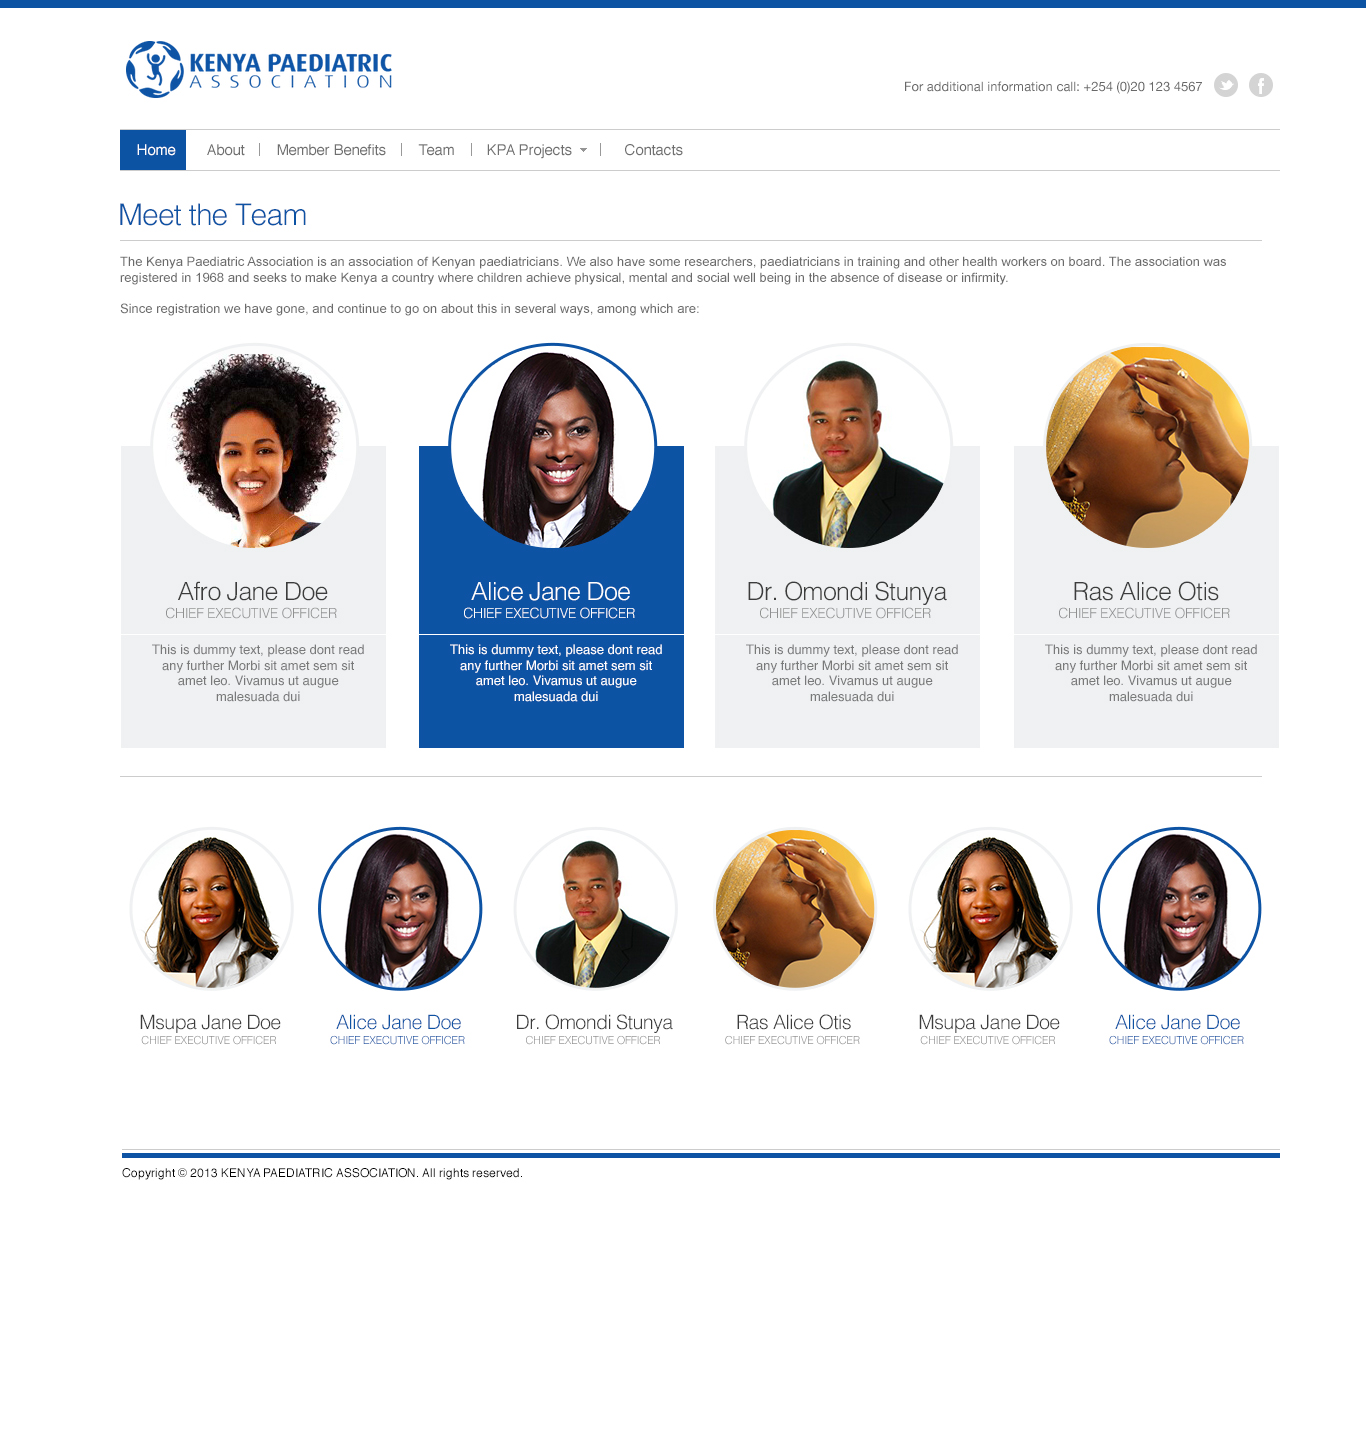 KENYA PAEDIATRIC
ASSOCIATION
For additional information call: +254 (0)20 123 4567
Home About Member Benefits Team KPA Projects Contacts
Meet the Team
The Kenya Paediatric Association is an association of Kenyan paediatricians. We also have some researchers, paediatricians in training and other health workers on board. The association was
registered in 1968 and seeks to make Kenya a country where children achieve physical, mental and social well being in the absence of disease or infirmity.
Since registration we have gone, and continue to go on about this in several ways, among which are:
Afro Jane Doe
CHIEF EXECUTIVE OFFICER
This is dummy text, please dont read
any further Morbi sit amet sem sit
amet leo. Vivamus ut augue
malesuada dui
Alice Jane Doe
CHIEF EXECUTIVE OFFICER
This is dummy text, please dont read
any further Morbi sit amet sem sit
amet leo. Vivamus ut augue
malesuada dui
Dr. Omondi Stunya
CHIEF EXECUTIVE OFFICER
This is dummy text, please dont read
any further Morbi sit amet sem sit
amet leo. Vivamus ut augue
malesuada dui
Ras Alice Otis
CHIEF EXECUTIVE OFFICER
This is dummy text, please dont read
any further Morbi sit amet sem sit
amet leo. Vivamus ut augue
malesuada dui
Msupa Jane Doe
CHIEF EXECUTIVE OFFICER
Alice Jane Doe
CHIEF EXECUTIVE OFFICER
Dr. Omondi Stunya
CHIEF EXECUTIVE OFFICER
Ras Alice Otis
CHIEF EXECUTIVE OFFICER
Msupa Jane Doe
CHIEF EXECUTIVE OFFICER
Alice Jane Doe
CHIEF EXECUTIVE OFFICER
Copyright © 2013 KENYA PAEDIATRIC ASSOCIATION. All rights reserved.